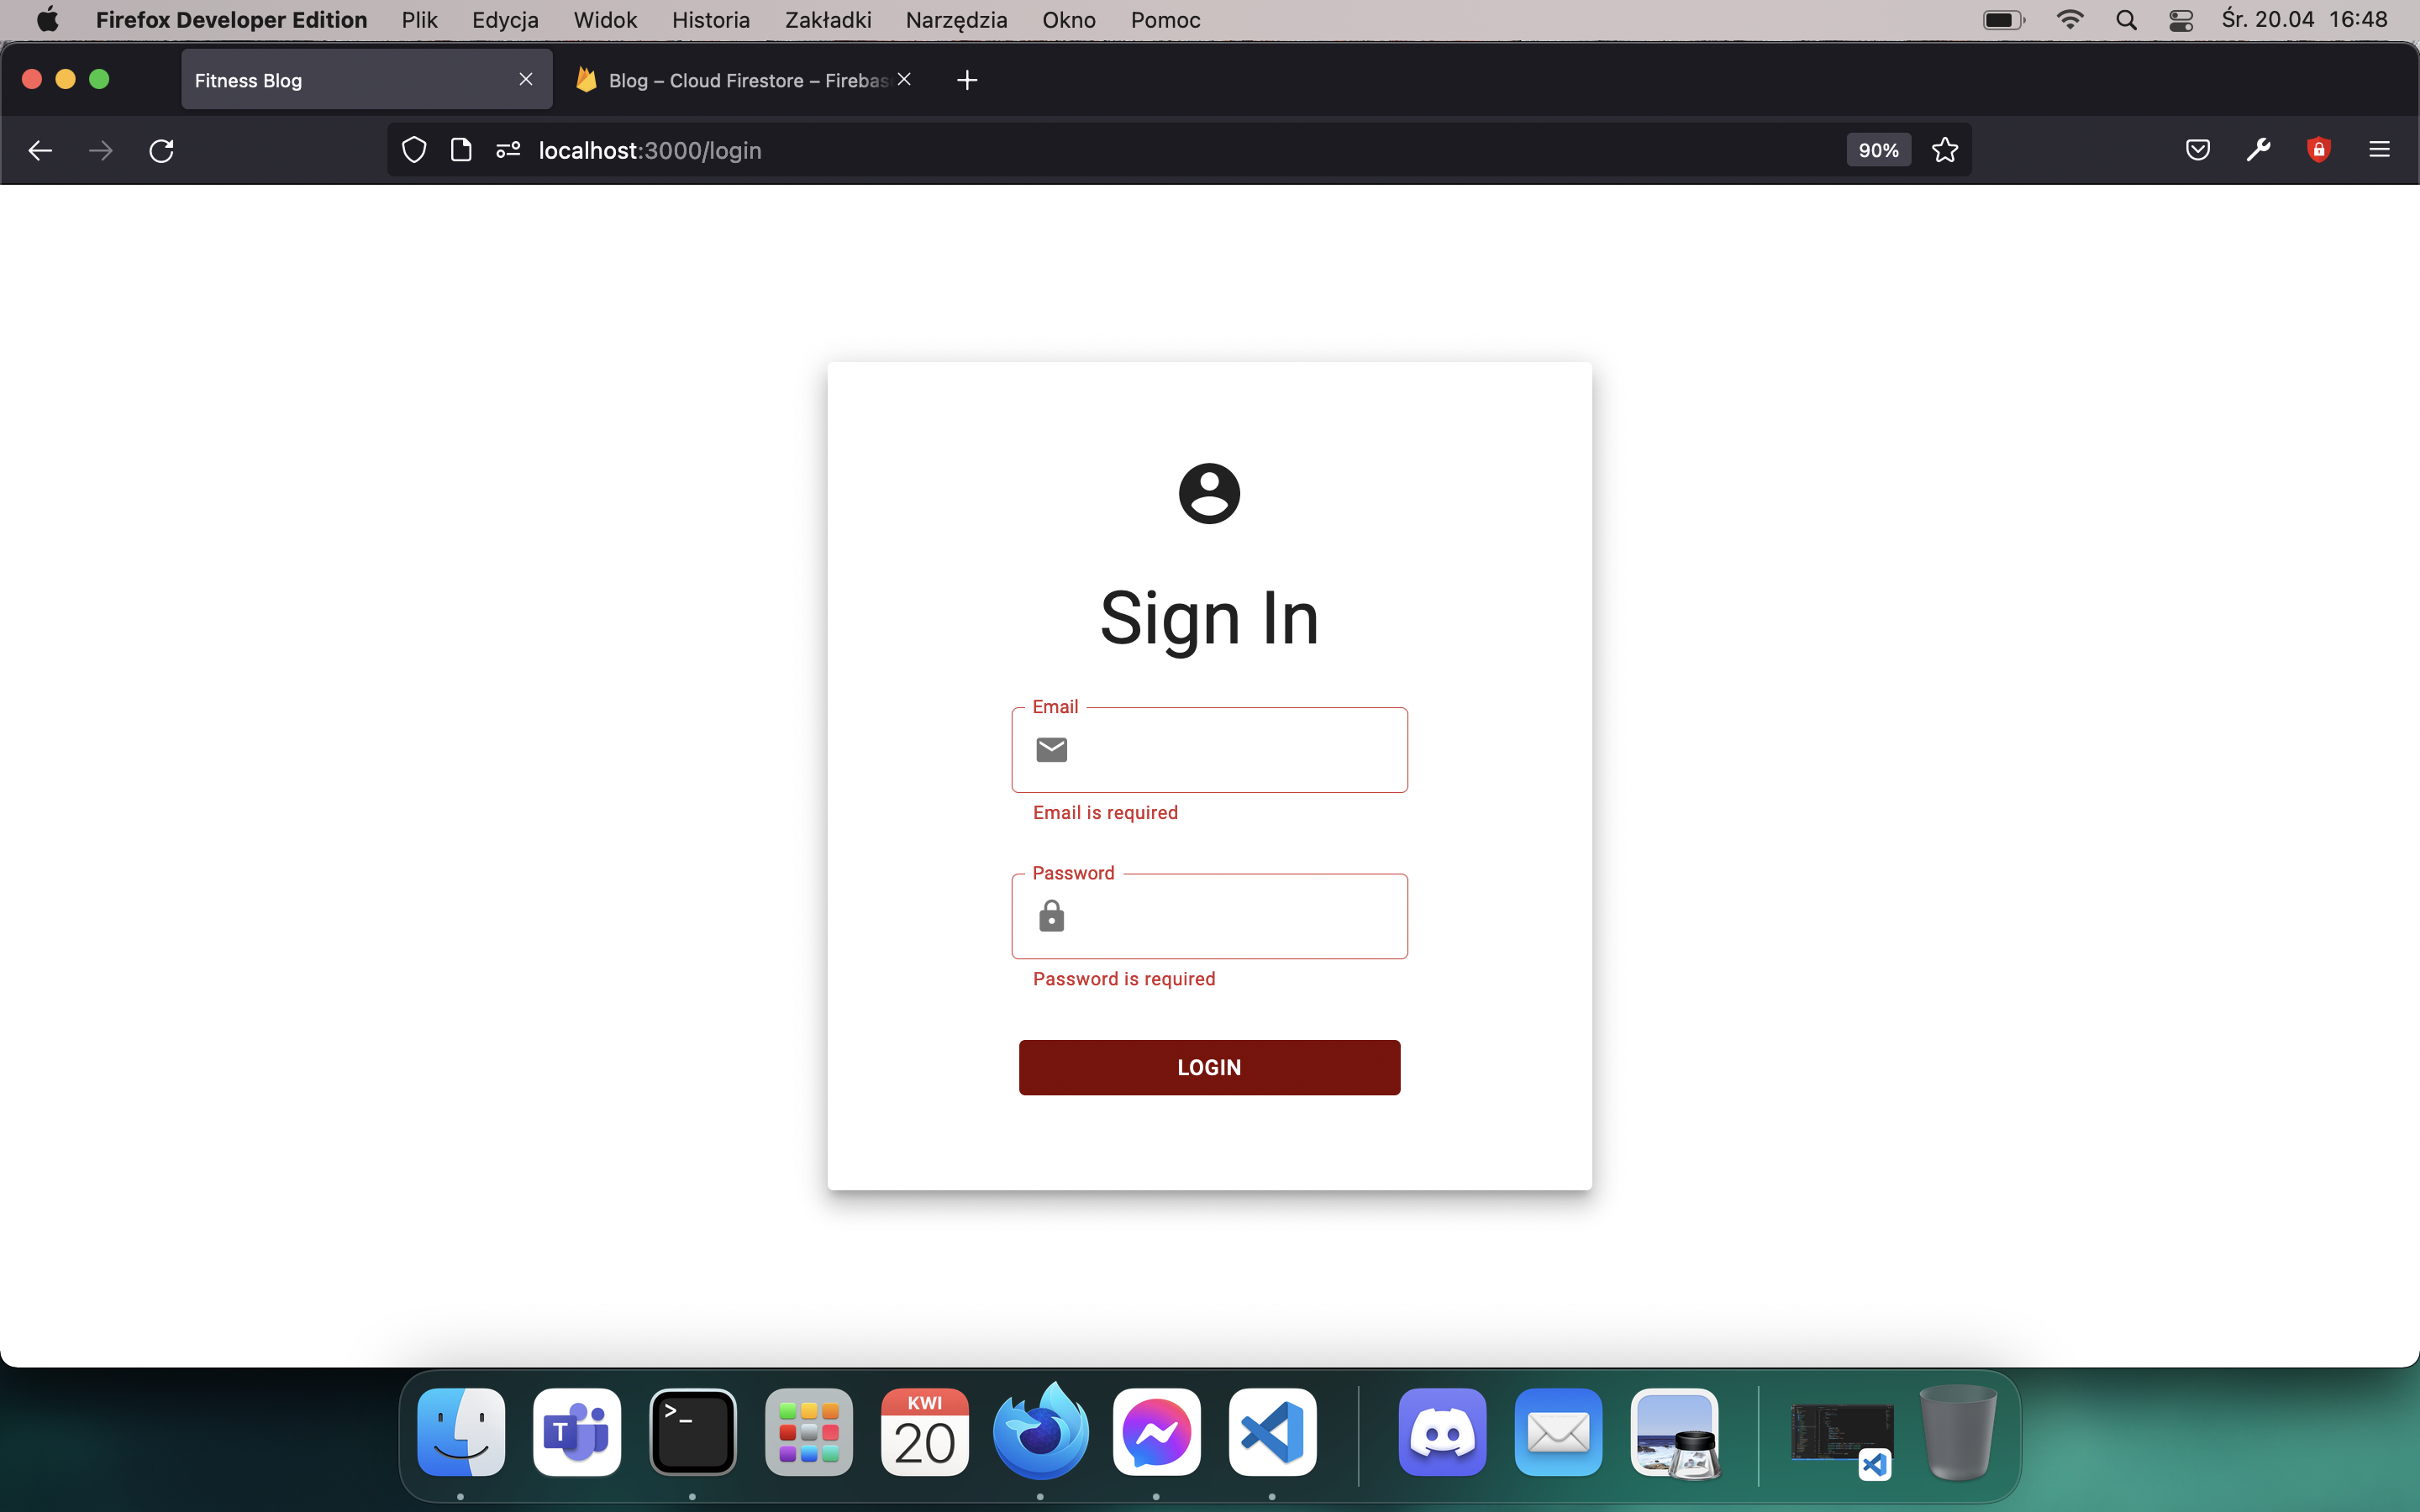 Firefox Developer Edition Plik Edycja Widok Historia Zakładki Narzędzia Okno Pomoc Śr. 20.04 16:48
Fitness Blog Blog – Cloud Firestore – Firebase
localhost:3000/login 90%
Sign In
Email
Email is required
Password
Password is required
LOGIN
T >_ KWI
20